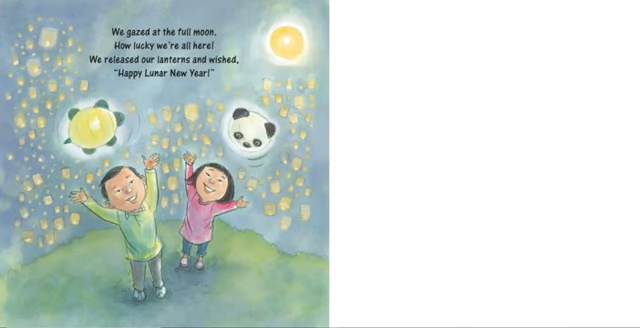 We gazed at the full moon.
How lucky we're all here!
We released our lanterns and wished,
"Happy Lunar New Year!"